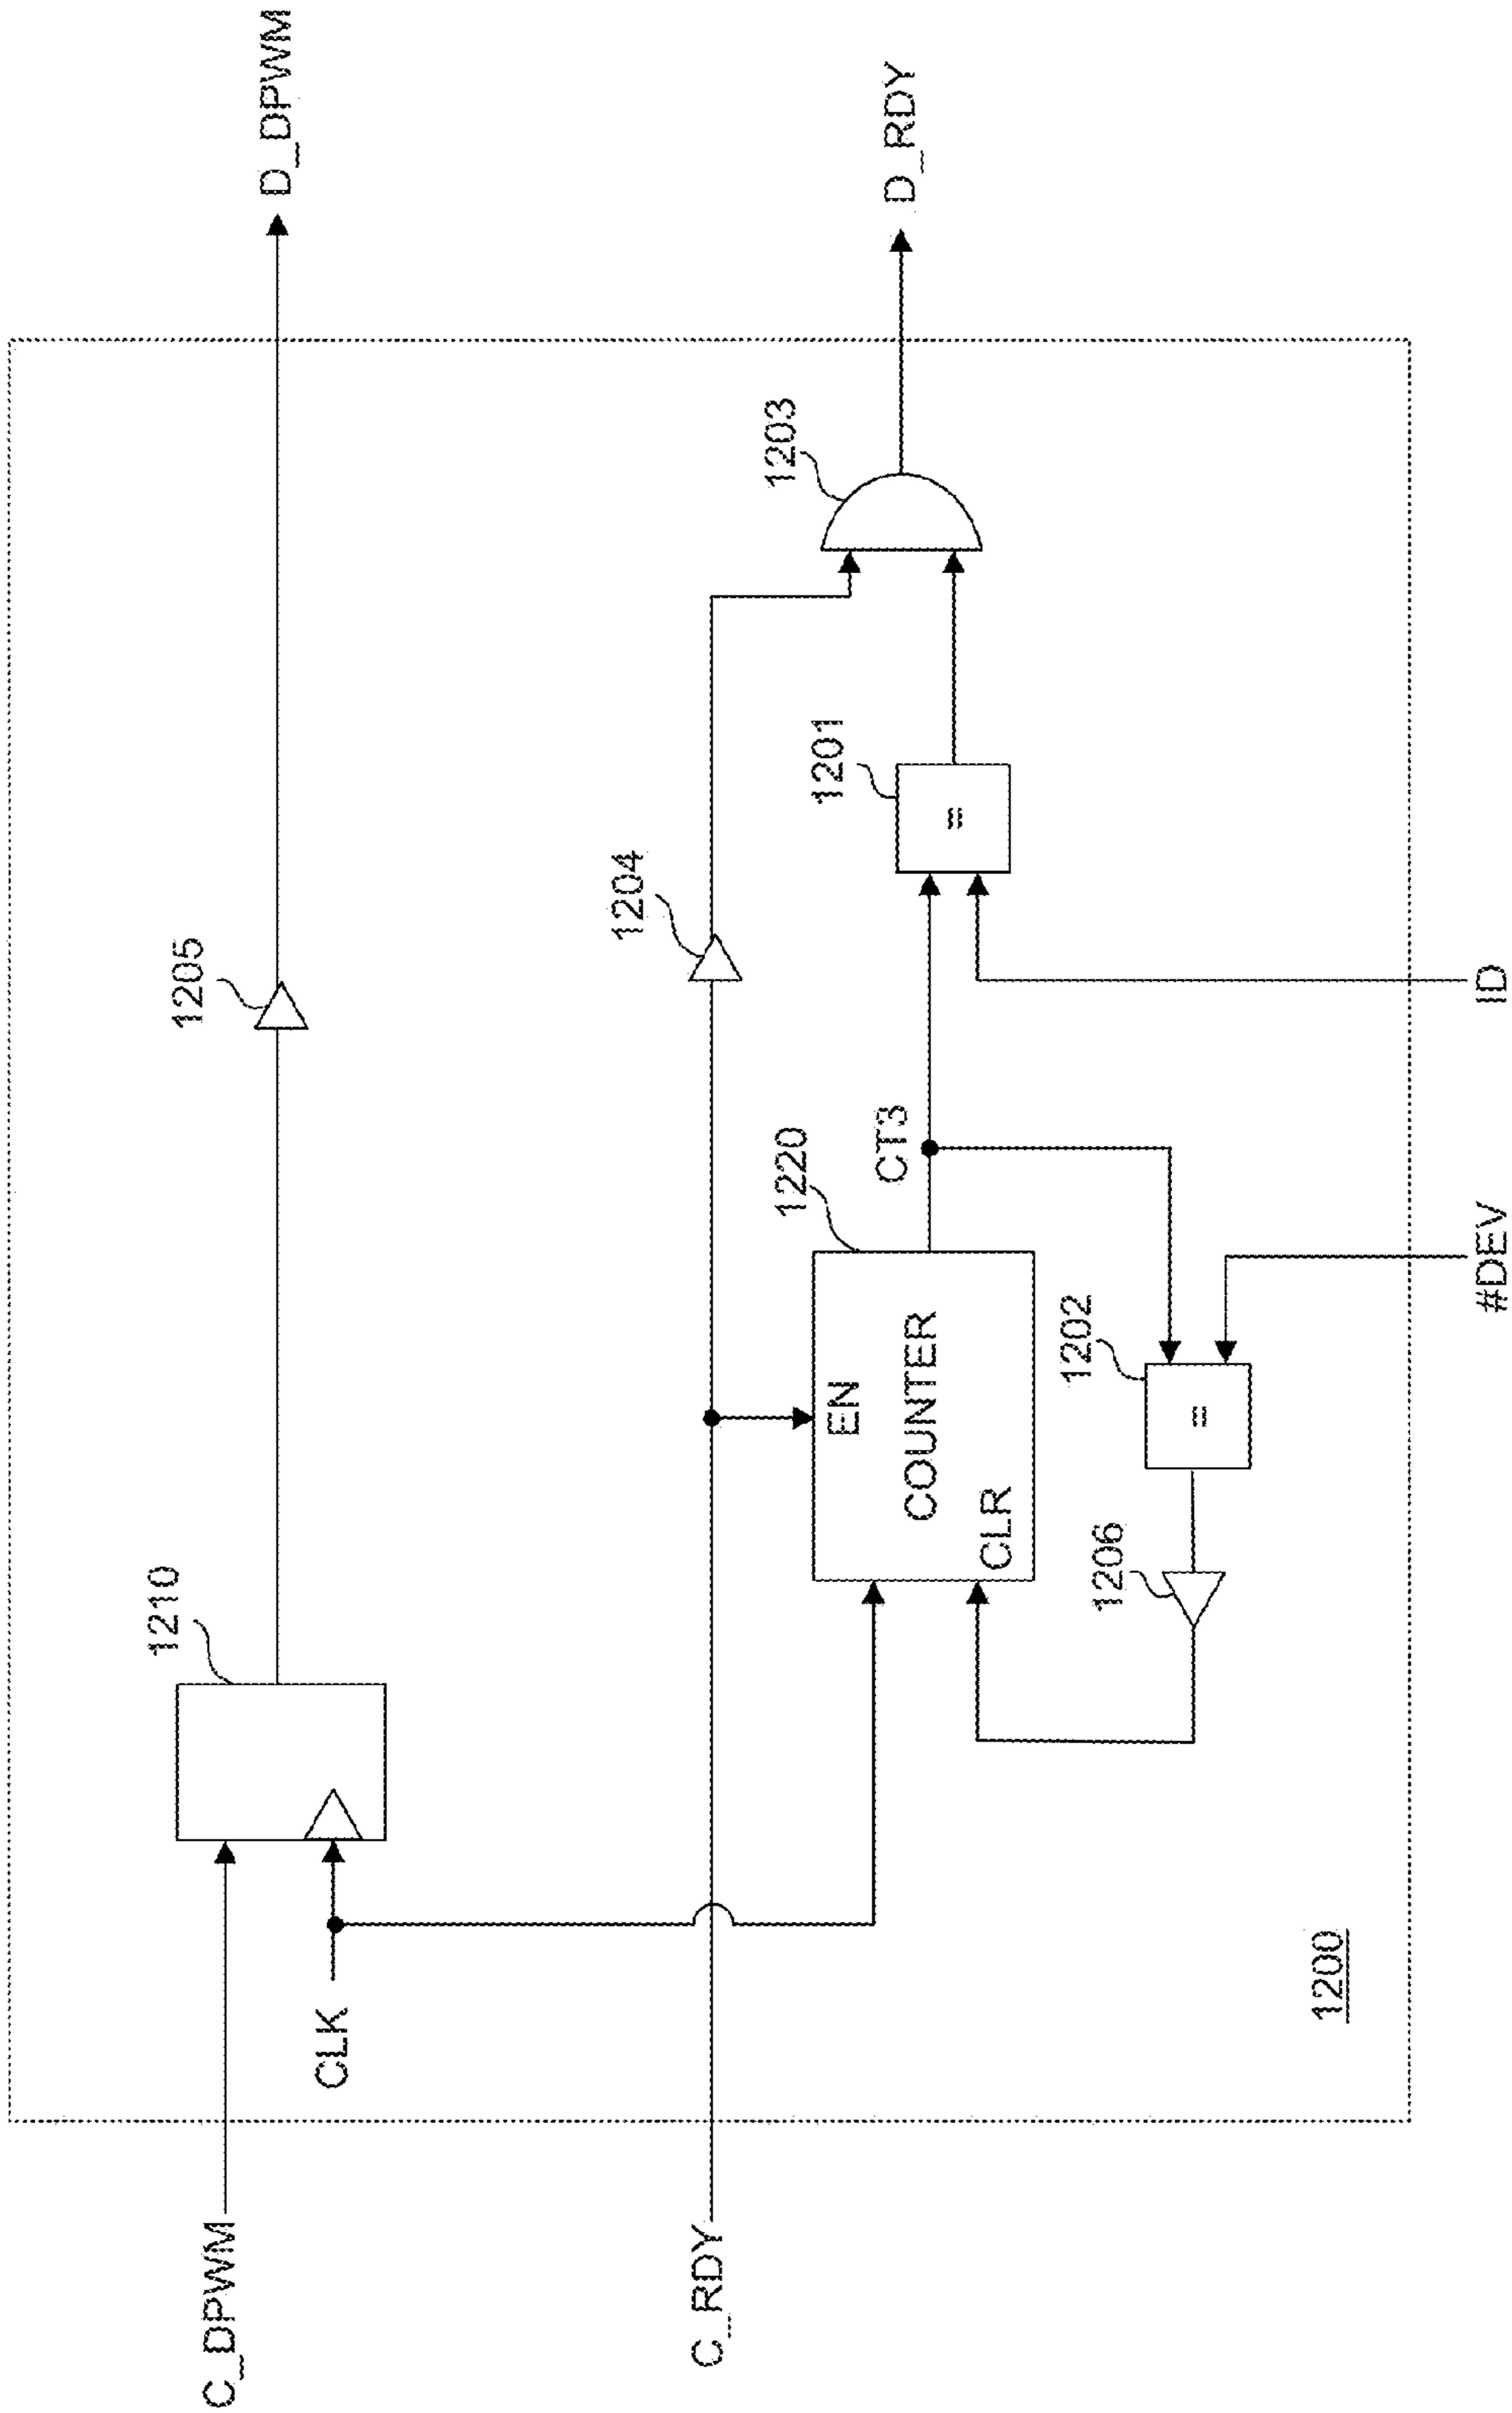 C_DPWM
CLK
1210
1205
D_DPWM
C_RDY
1204
1203
D_RDY
EN
COUNTER
CLR
1220
CT3
1201
=
1206
1202
=
#DEV
ID
1200